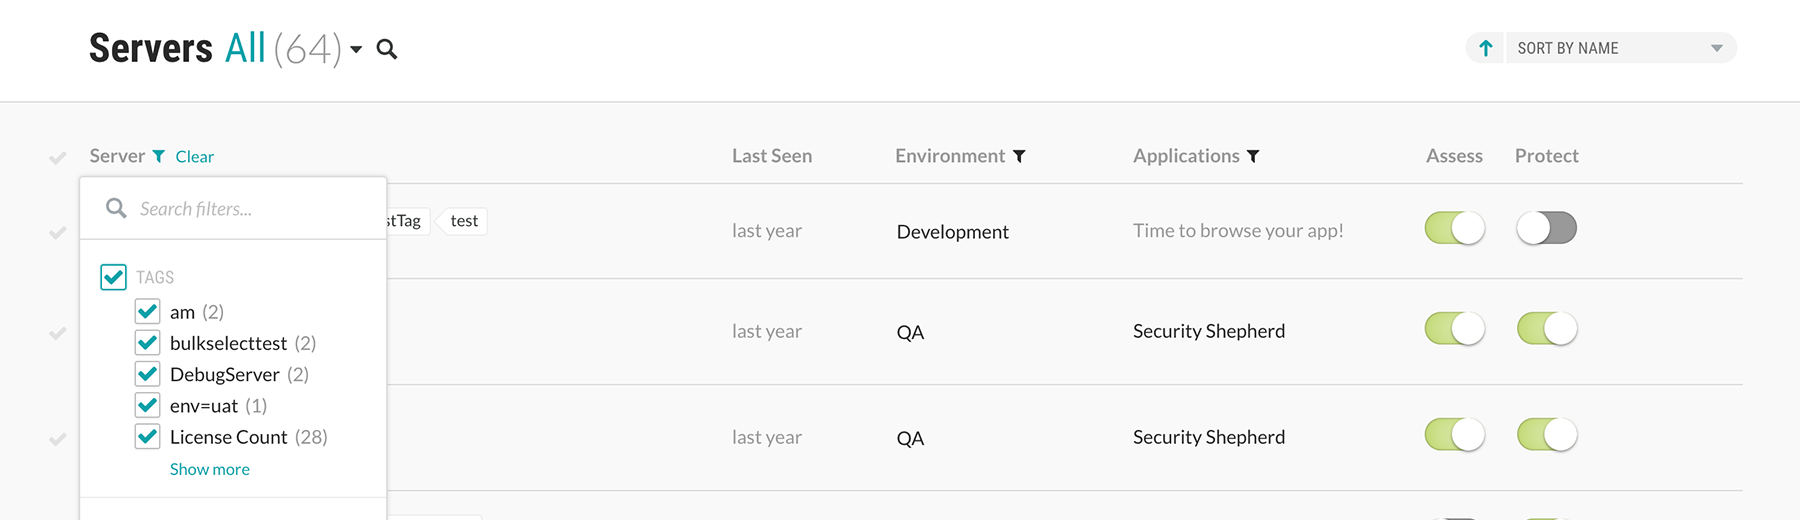 Servers All (64)
SORT BY NAME
Server Clear Last Seen Environment Applications Assess Protect
Search filters...
stTag test last year Development Time to browse your app!
TAGS
am (2)
bulkselecttest (2)
last year QA Security Shepherd
DebugServer (2)
env=uat (1)
License Count (28)
last year QA Security Shepherd
Show more